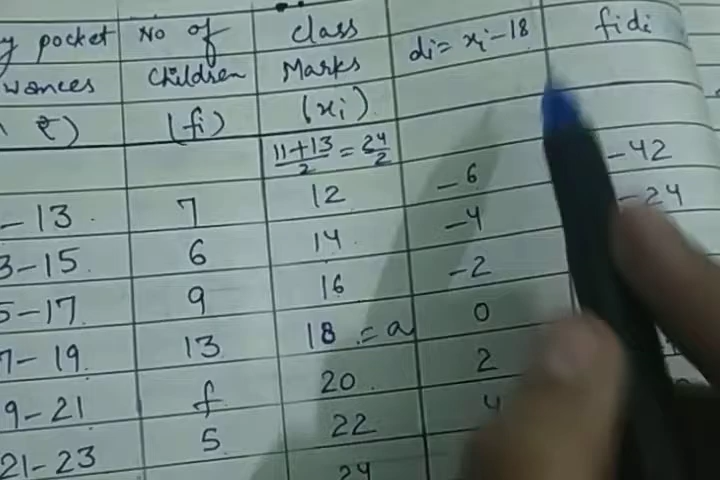 y pocket No of class di = xi - 18 fidi
wances Children Marks
₹) (fi) (xi)
11+13/2 = 24/2
- 13 7 12 -6 -42
3-15 6 14 -4 -24
5-17 9 16 -2
7-19 13 18 = a 0
9-21 f 20 2
21-23 5 22 4
24